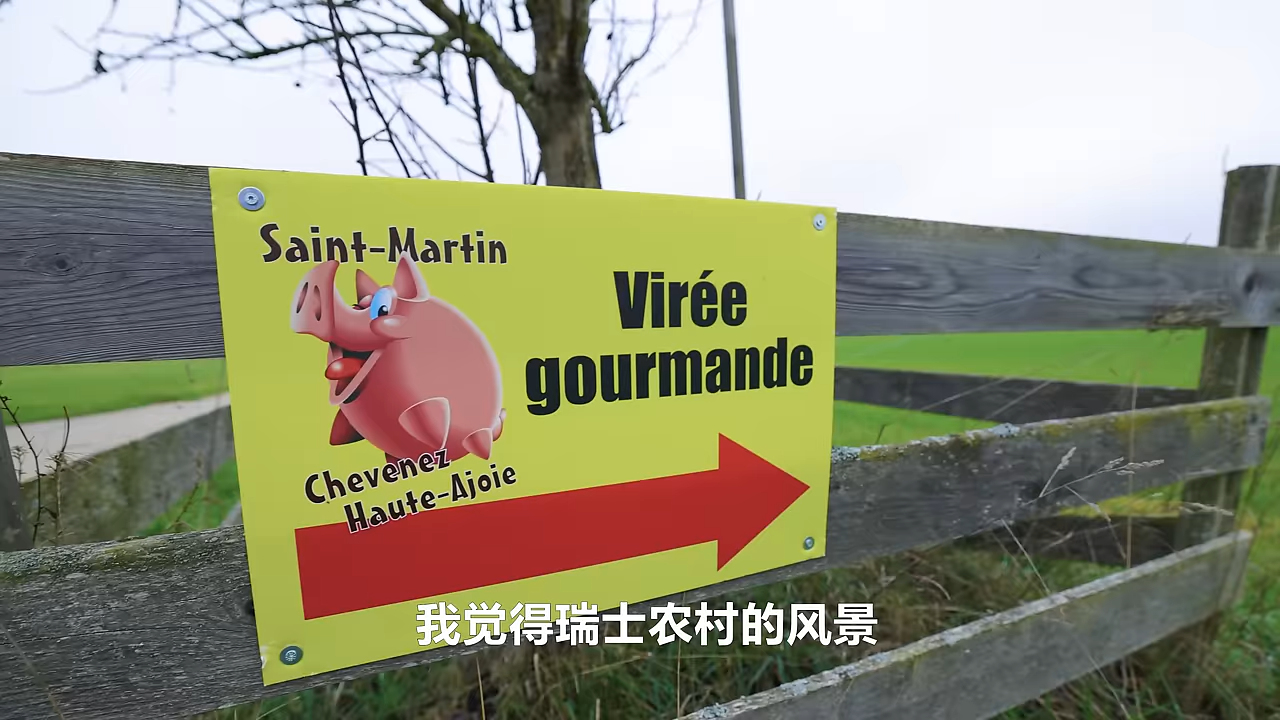 Saint-Martin
Virée
gourmande
Chevenez
Haute-Ajoie
我觉得瑞士农村的风景